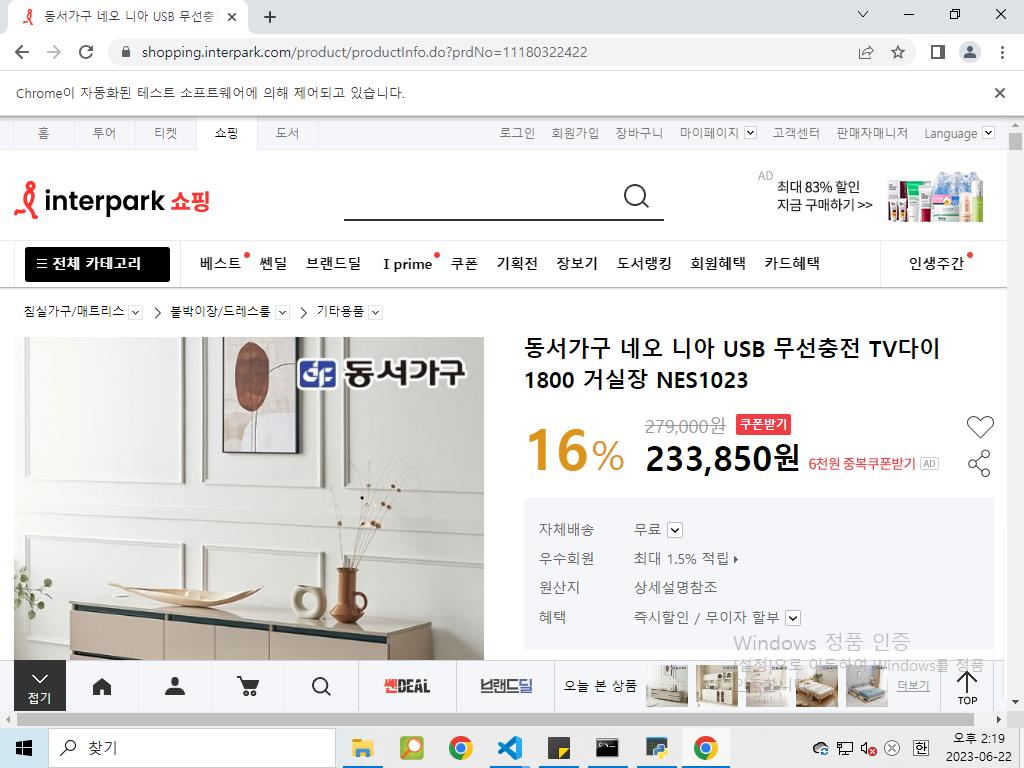 동서가구 네오 니아 USB 무선충전
shopping.interpark.com/product/productInfo.do?prdNo=11180322422
Chrome이 자동화된 테스트 소프트웨어에 의해 제어되고 있습니다.
홈 투어 티켓 쇼핑 도서 로그인 회원가입 장바구니 마이페이지 고객센터 판매자매니저 Language
interpark 쇼핑
AD 최대 83% 할인
지금 구매하기 >>
전체 카테고리 베스트 쎈딜 브랜드딜 I prime 쿠폰 기획전 장보기 도서랭킹 회원혜택 카드혜택 인생주간
침실가구/매트리스 > 붙박이장/드레스룸 > 기타용품
동서가구
동서가구 네오 니아 USB 무선충전 TV다이
1800 거실장 NES1023
279,000원 쿠폰받기
16% 233,850원 6천원 중복쿠폰받기 AD
자체배송 무료
우수회원 최대 1.5% 적립
원산지 상세설명참조
혜택 즉시할인 / 무이자 할부
Windows 정품 인증
[설정]으로 이동하여 Windows를 정품
접기 쎈DEAL 브랜드딜 오늘 본 상품 더보기 TOP
찾기
오후 2:19
2023-06-22
한